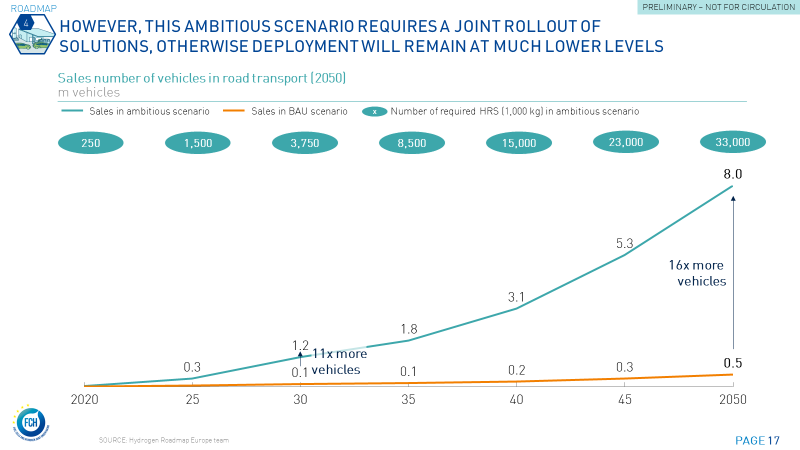 ROADMAP
PRELIMINARY – NOT FOR CIRCULATION
4
HOWEVER, THIS AMBITIOUS SCENARIO REQUIRES A JOINT ROLLOUT OF
SOLUTIONS, OTHERWISE DEPLOYMENT WILL REMAIN AT MUCH LOWER LEVELS
Sales number of vehicles in road transport (2050)
m vehicles
Sales in ambitious scenario
Sales in BAU scenario
x
Number of required HRS (1,000 kg) in ambitious scenario
250
1,500
3,750
8,500
15,000
23,000
33,000
8.0
5.3
16x more
vehicles
3.1
1.8
1.2
11x more
vehicles
0.3
0.1
0.1
0.2
0.3
0.5
2020
25
30
35
40
45
2050
FCH
SOURCE: Hydrogen Roadmap Europe team
PAGE 17